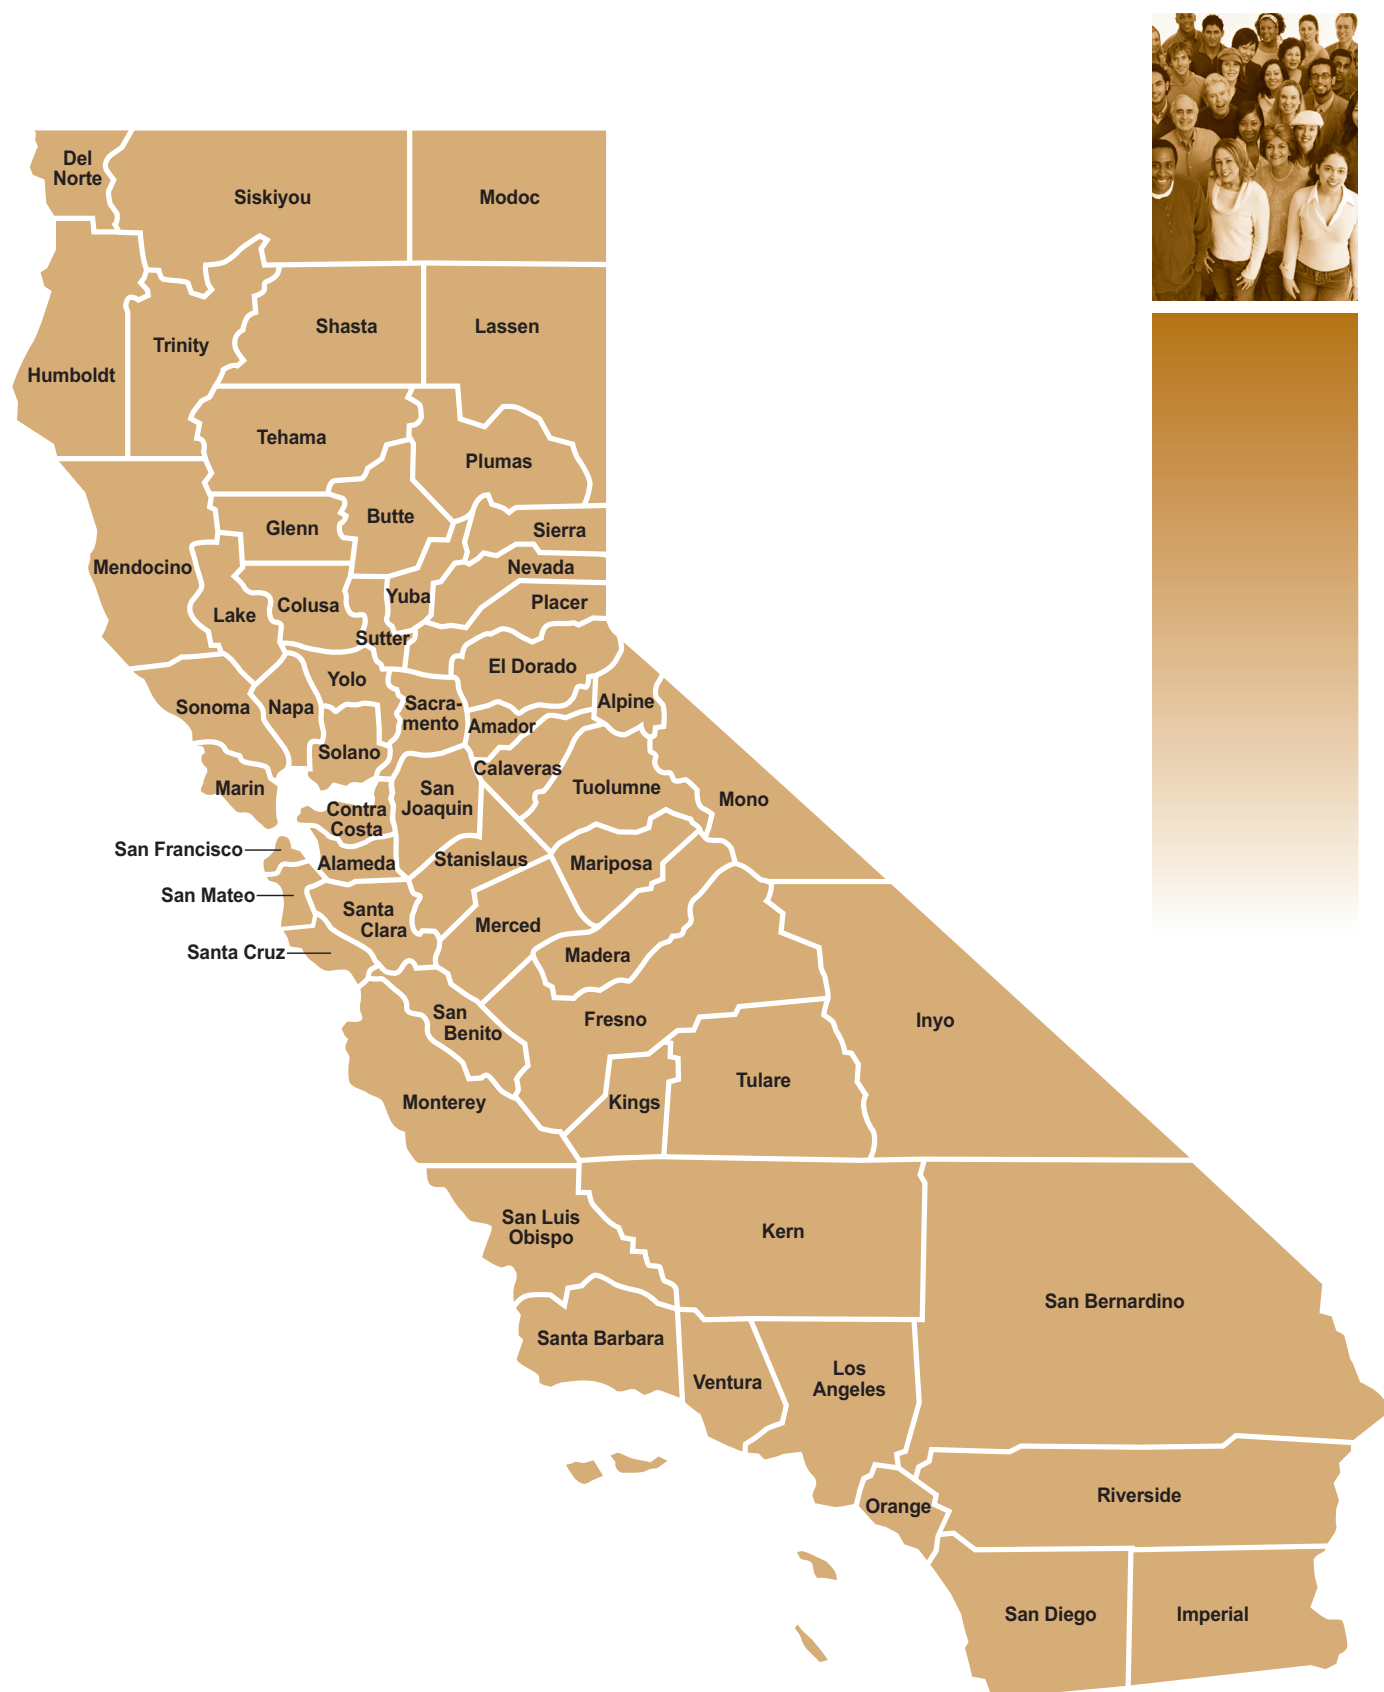 Del
Norte
Siskiyou
Modoc
Shasta
Lassen
Trinity
Humboldt
Tehama
Plumas
Butte
Glenn
Sierra
Mendocino
Nevada
Yuba
Placer
Colusa
Lake
Sutter
El Dorado
Yolo
Sonoma
Napa
Sacra-
mento
Alpine
Amador
Solano
Calaveras
Marin
San
Joaquin
Tuolumne
Mono
Contra
Costa
San Francisco
Alameda
Stanislaus
Mariposa
San Mateo
Santa
Clara
Merced
Santa Cruz
Madera
San
Benito
Fresno
Inyo
Tulare
Monterey
Kings
San Luis
Obispo
Kern
San Bernardino
Santa Barbara
Ventura
Los
Angeles
Riverside
Orange
San Diego
Imperial